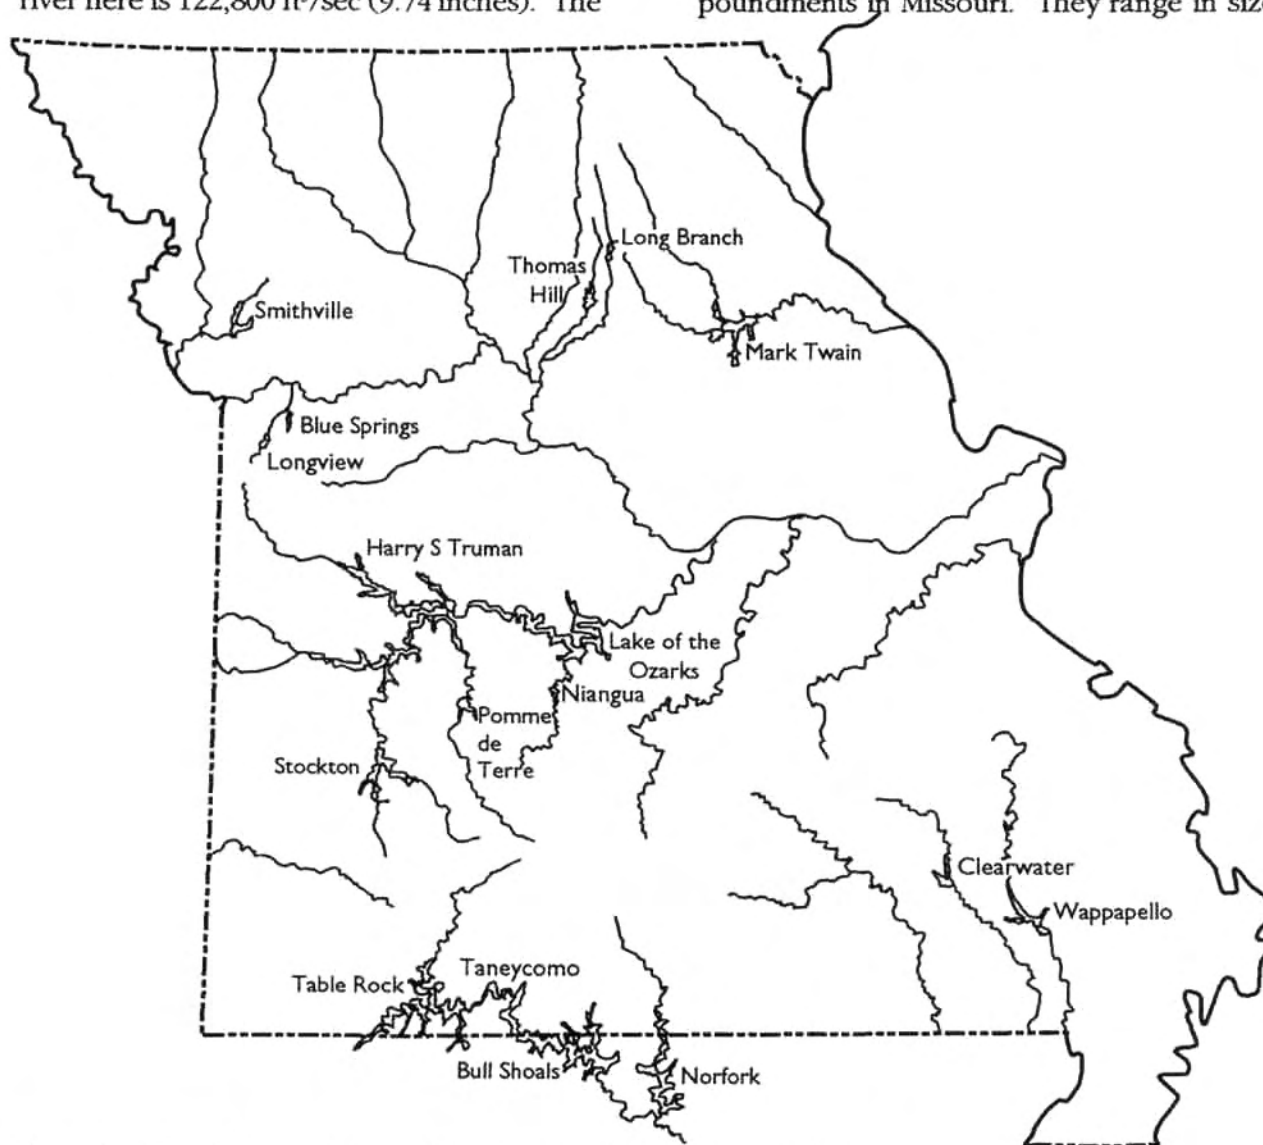 river here is 122,800 ft³/sec (9.74 inches). The
poundments in Missouri. They range in size
Long Branch
Thomas
Hill
Smithville
Mark Twain
Blue Springs
Longview
Harry S Truman
Lake of the
Ozarks
Niangua
Pomme
de
Terre
Stockton
Clearwater
Wappapello
Taneycomo
Table Rock
Bull Shoals
Norfork